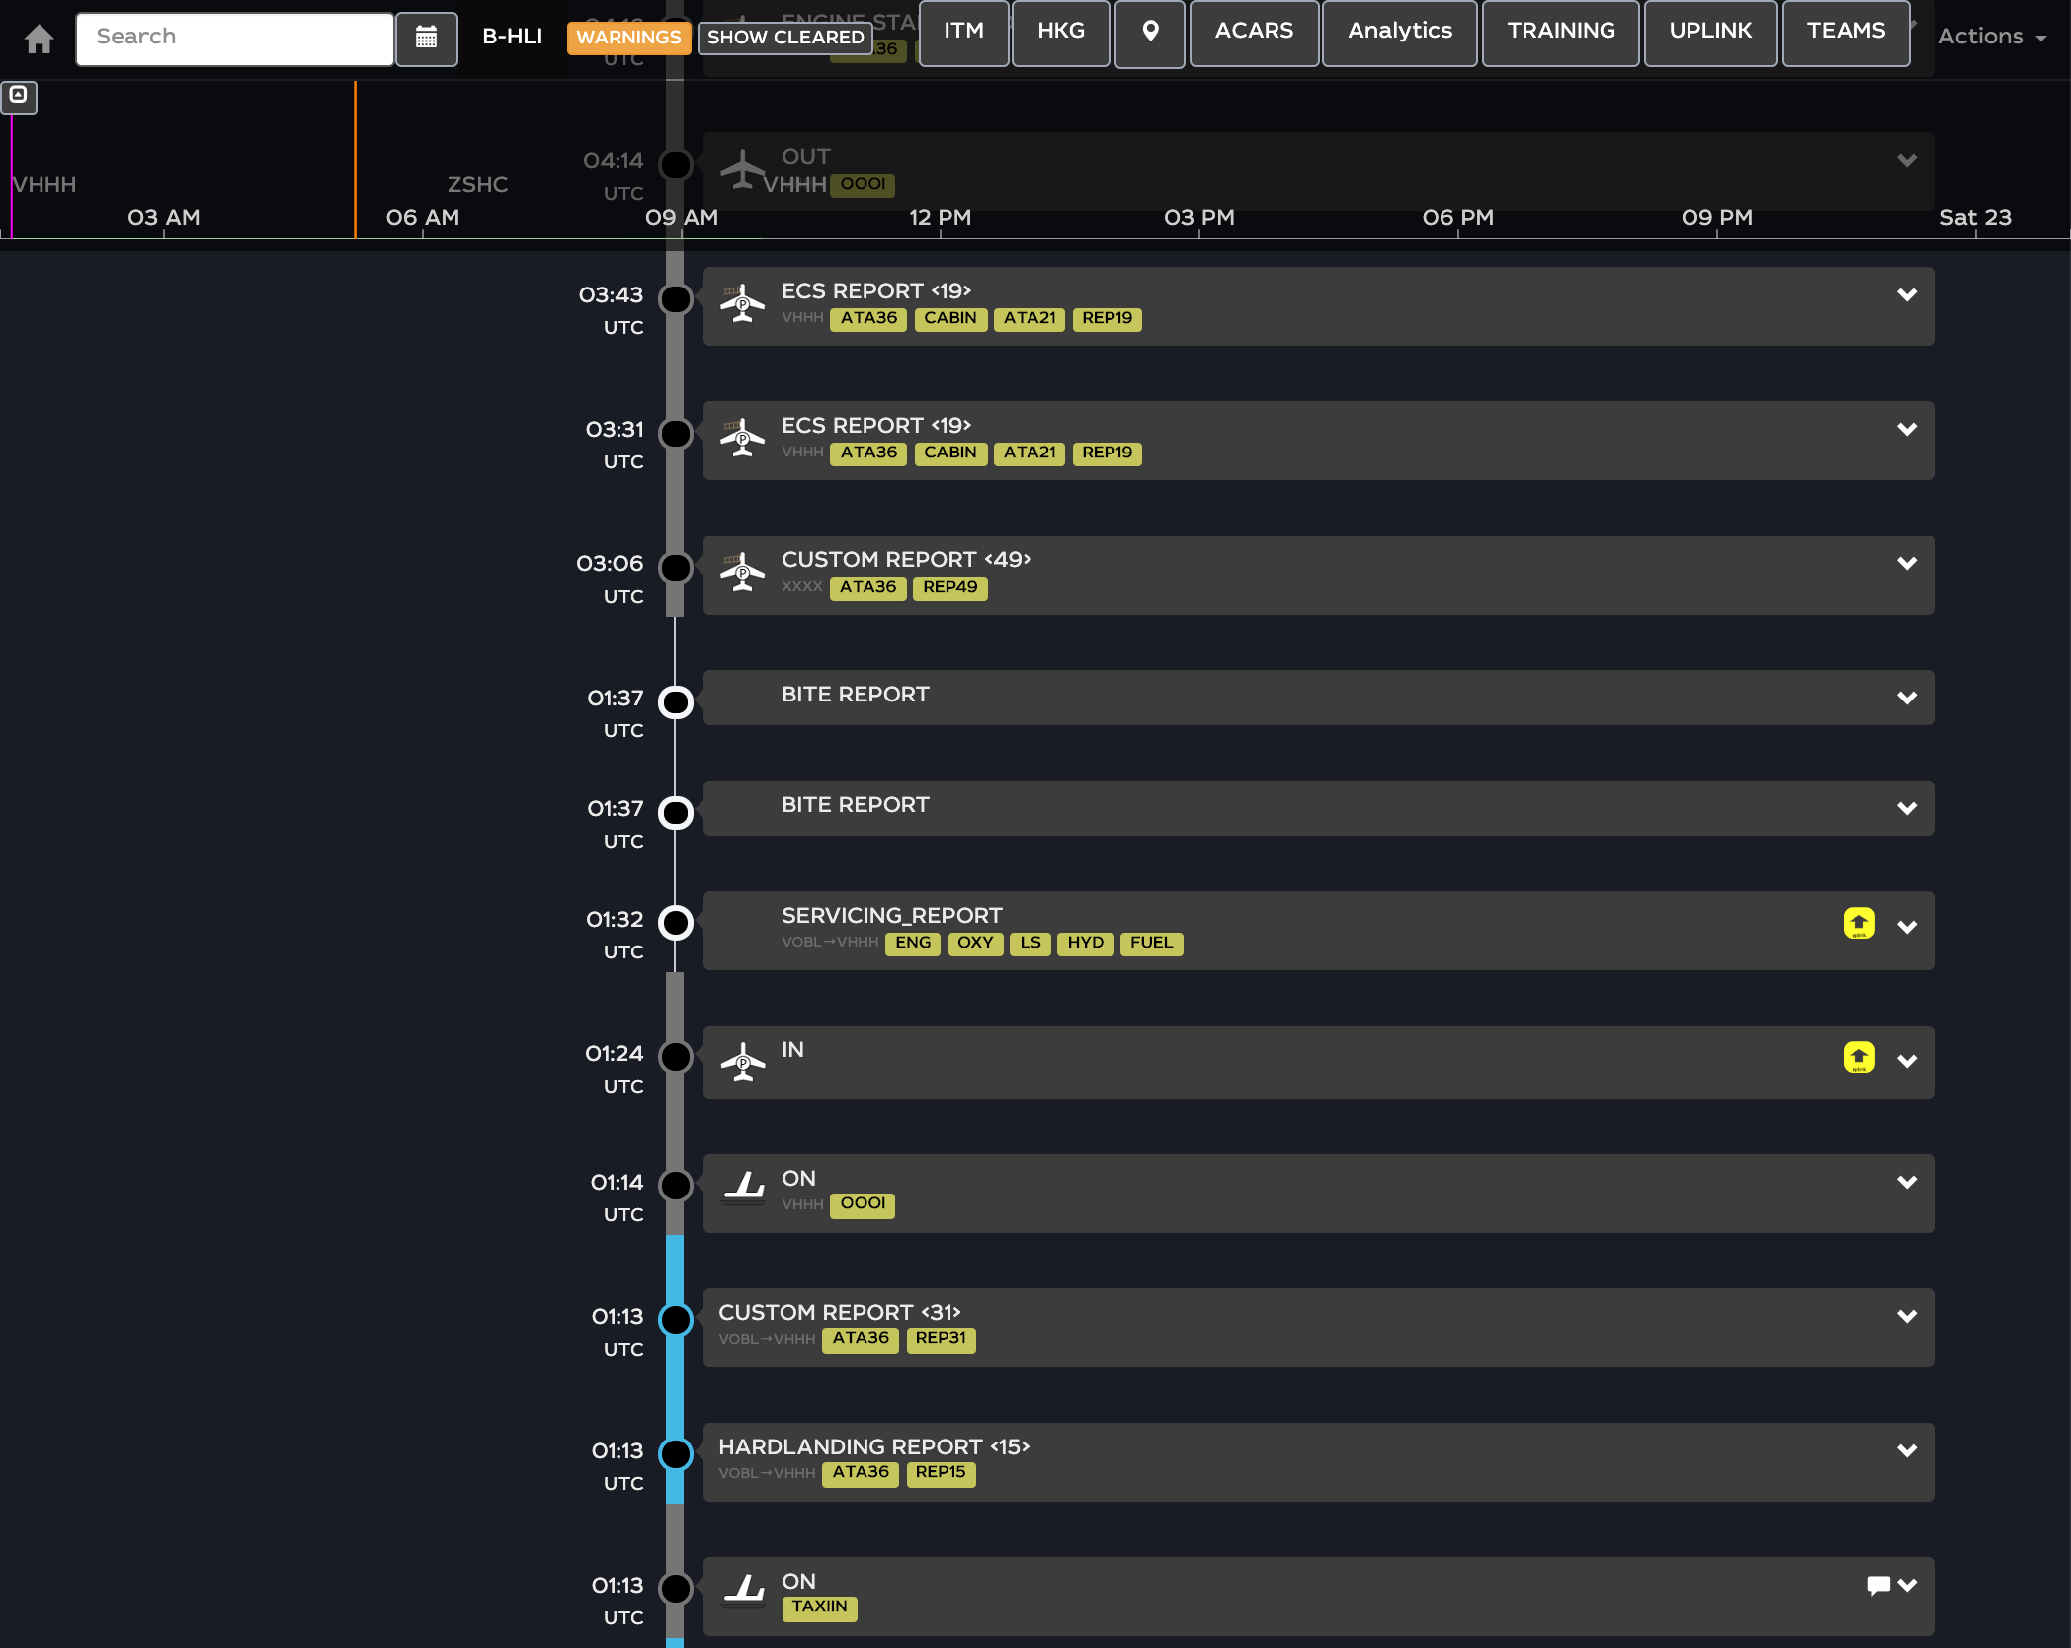 Search
B-HLI
WARNINGS
SHOW CLEARED
ITM
HKG
ACARS
Analytics
TRAINING
UPLINK
TEAMS
Actions
UTC
VHHH
ZSHC
VHHH
03 AM
06 AM
09 AM
12 PM
03 PM
06 PM
09 PM
Sat 23
04:14
UTC
OUT
OOOI
03:43
UTC
ECS REPORT <19>
VHHH ATA36 CABIN ATA21 REP19
03:31
UTC
ECS REPORT <19>
VHHH ATA36 CABIN ATA21 REP19
03:06
UTC
CUSTOM REPORT <49>
XXXX ATA36 REP49
01:37
UTC
BITE REPORT
01:37
UTC
BITE REPORT
01:32
UTC
SERVICING_REPORT
VOBL→VHHH ENG OXY LS HYD FUEL
01:24
UTC
IN
01:14
UTC
ON
VHHH OOOI
01:13
UTC
CUSTOM REPORT <31>
VOBL→VHHH ATA36 REP31
01:13
UTC
HARDLANDING REPORT <15>
VOBL→VHHH ATA36 REP15
01:13
UTC
ON
TAXIIN